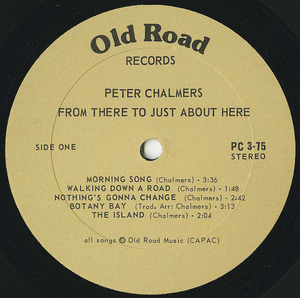 Old Road
RECORDS
PETER CHALMERS
FROM THERE TO JUST ABOUT HERE
SIDE ONE
PC 3-75
STEREO
MORNING SONG (Chalmers) - 3:36
WALKING DOWN A ROAD (Chalmers) - 1:48
NOTHING'S GONNA CHANGE (Chalmers) - 2:42
BOTANY BAY (Trad. Arr: Chalmers) - 3:13
THE ISLAND (Chalmers) - 2:04
all songs © Old Road Music (CAPAC)